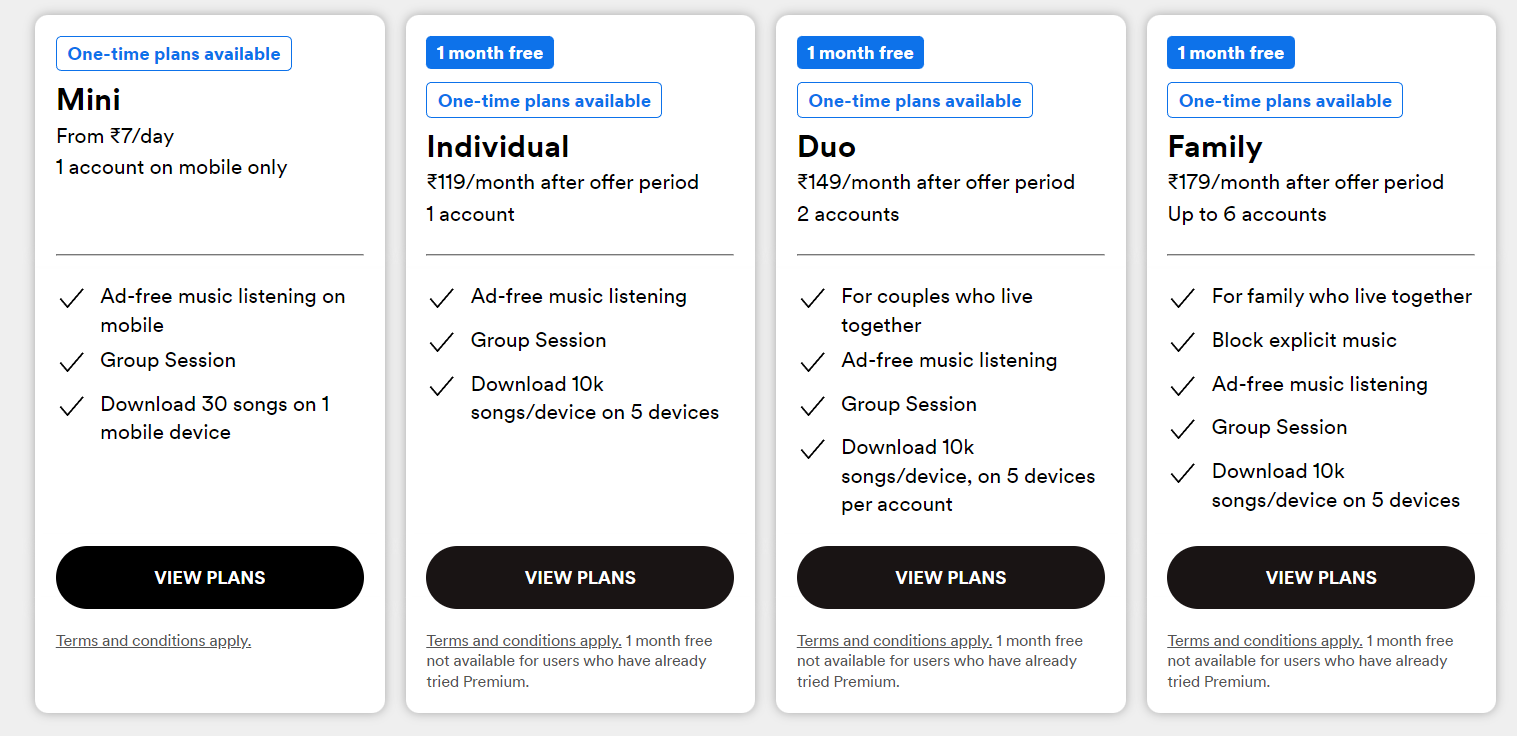 One-time plans available
Mini
From ₹7/day
1 account on mobile only
Ad-free music listening on
mobile
Group Session
Download 30 songs on 1
mobile device
VIEW PLANS
Terms and conditions apply.
1 month free
One-time plans available
Individual
₹119/month after offer period
1 account
Ad-free music listening
Group Session
Download 10k
songs/device on 5 devices
VIEW PLANS
Terms and conditions apply. 1 month free
not available for users who have already
tried Premium.
1 month free
One-time plans available
Duo
₹149/month after offer period
2 accounts
For couples who live
together
Ad-free music listening
Group Session
Download 10k
songs/device, on 5 devices
per account
VIEW PLANS
Terms and conditions apply. 1 month free
not available for users who have already
tried Premium.
1 month free
One-time plans available
Family
₹179/month after offer period
Up to 6 accounts
For family who live together
Block explicit music
Ad-free music listening
Group Session
Download 10k
songs/device on 5 devices
VIEW PLANS
Terms and conditions apply. 1 month free
not available for users who have already
tried Premium.